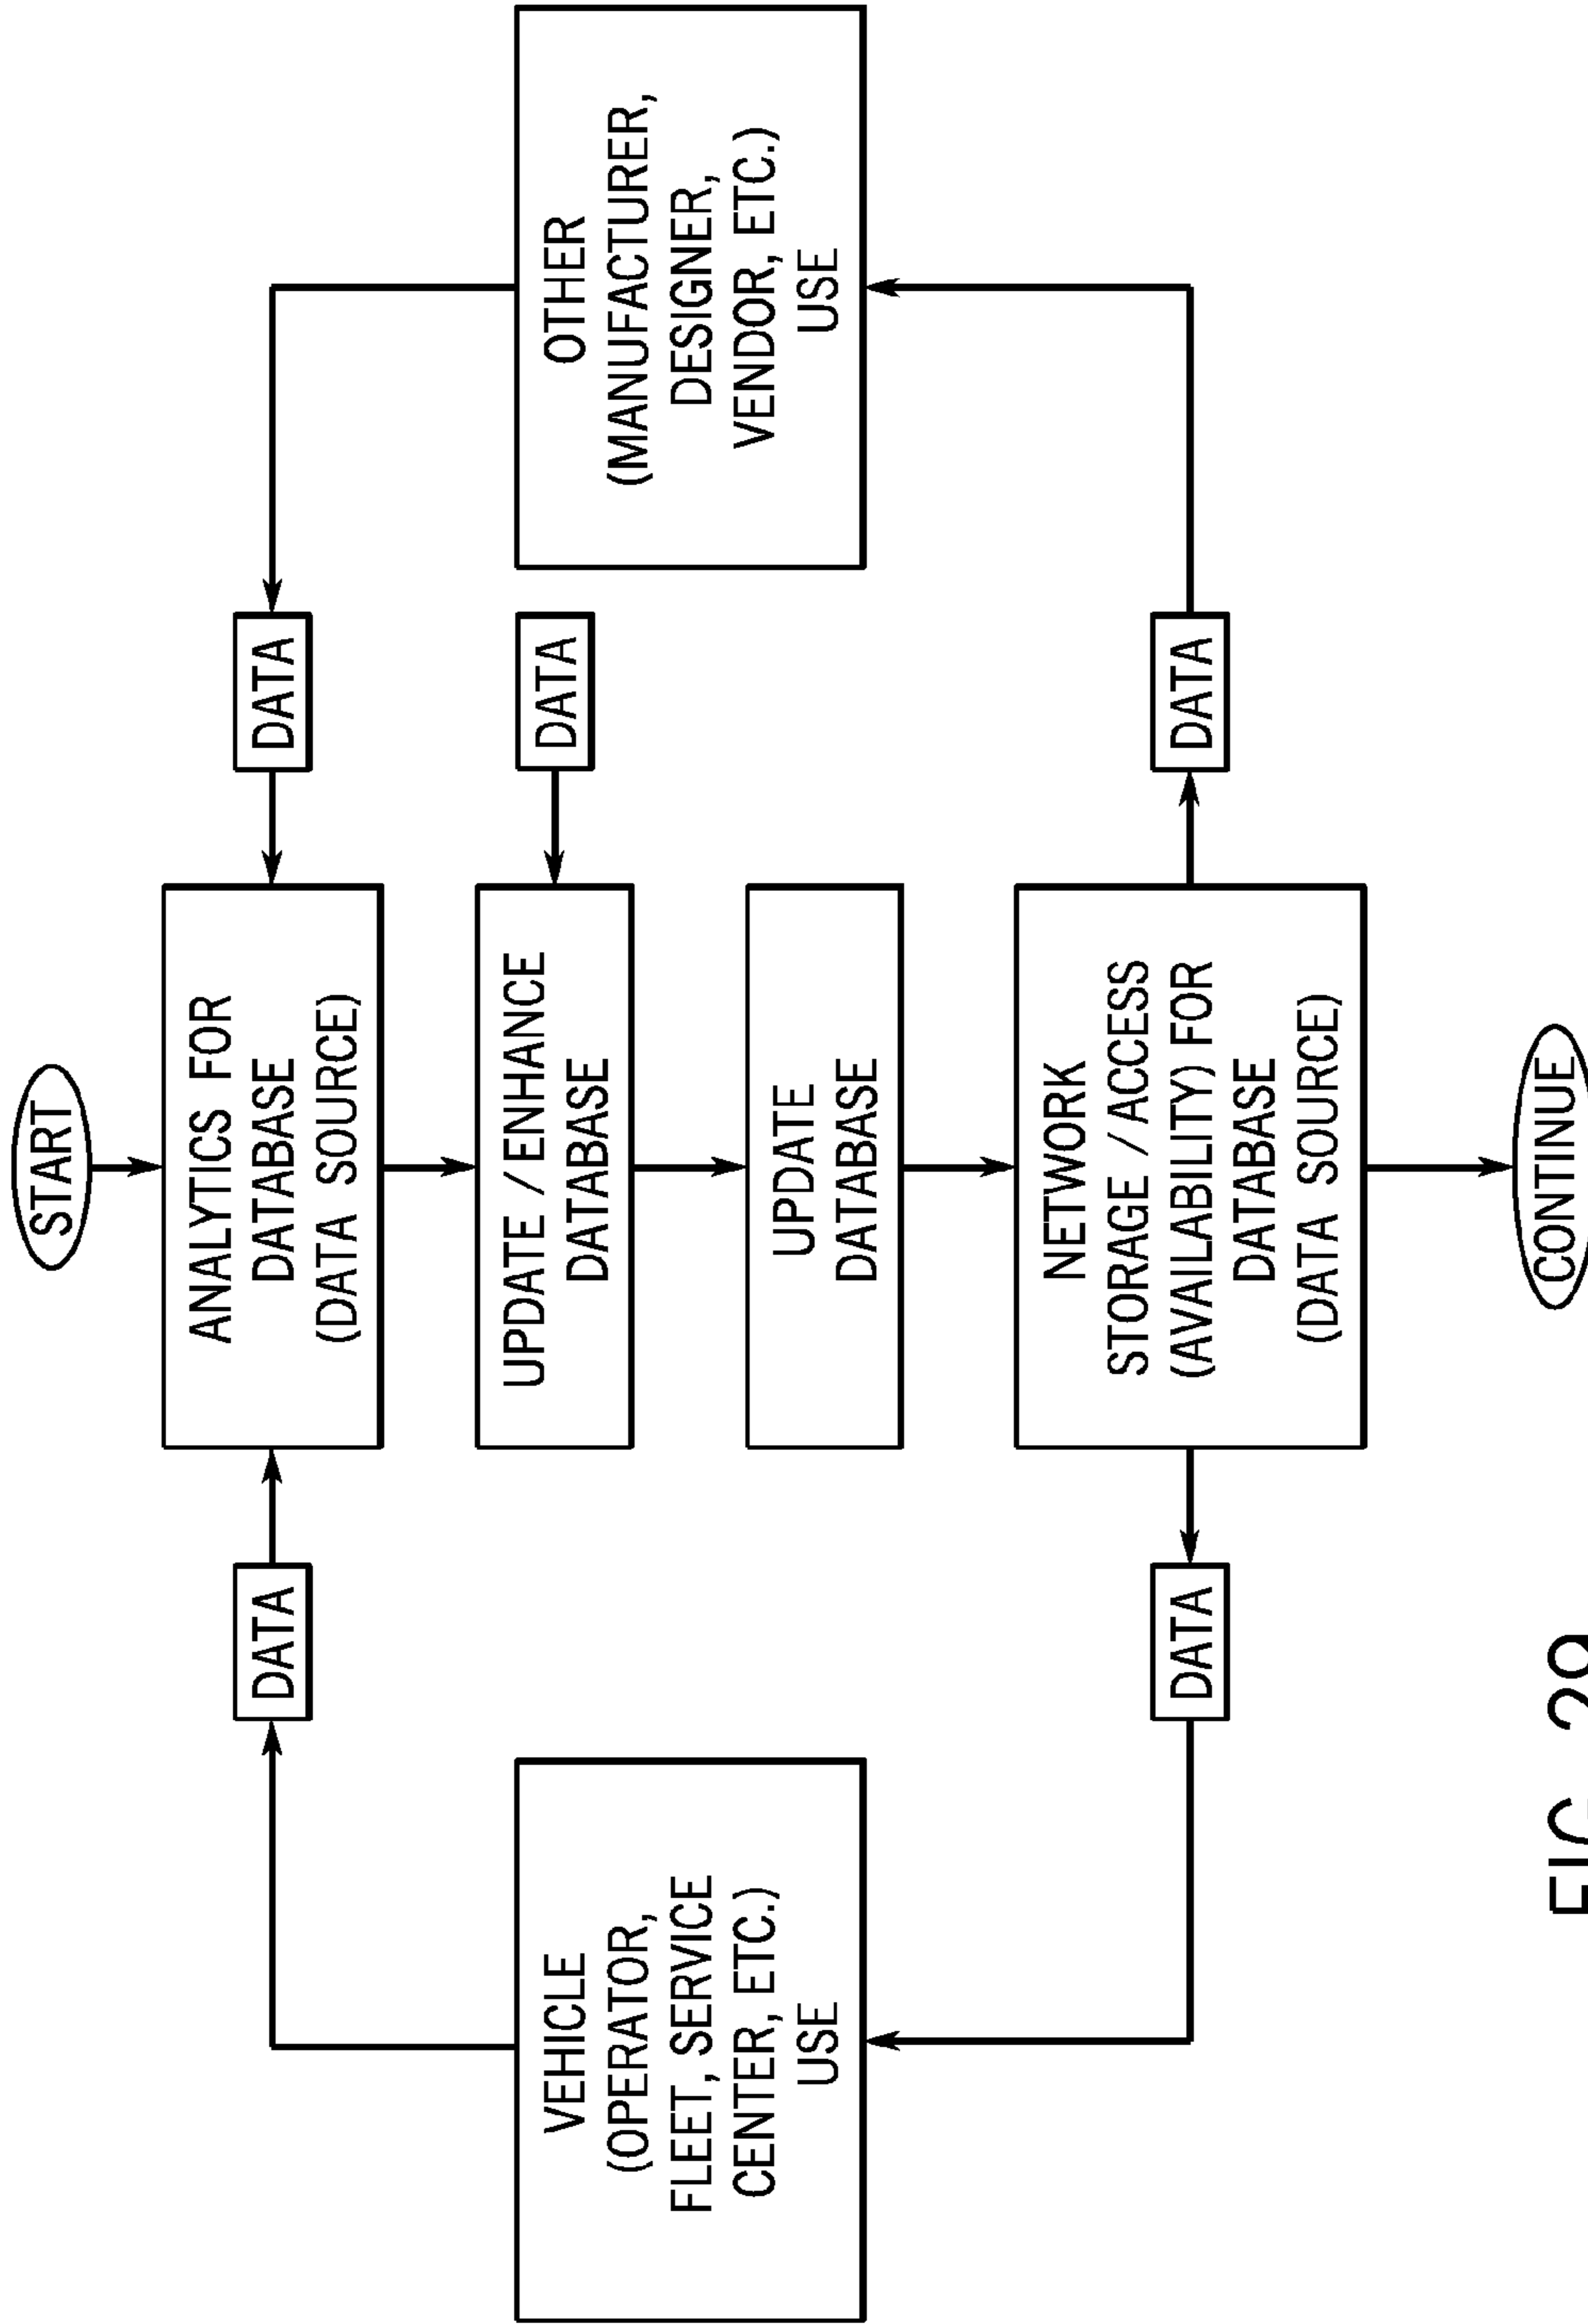 START
DATA
ANALYTICS FOR
DATABASE
(DATA SOURCE)
DATA
VEHICLE
(OPERATOR,
FLEET, SERVICE
CENTER, ETC.)
USE
UPDATE / ENHANCE
DATABASE
DATA
OTHER
(MANUFACTURER,
DESIGNER,
VENDOR, ETC.)
USE
UPDATE
DATABASE
DATA
NETWORK
STORAGE / ACCESS
(AVAILABILITY) FOR
DATABASE
(DATA SOURCE)
DATA
CONTINUE
FIG